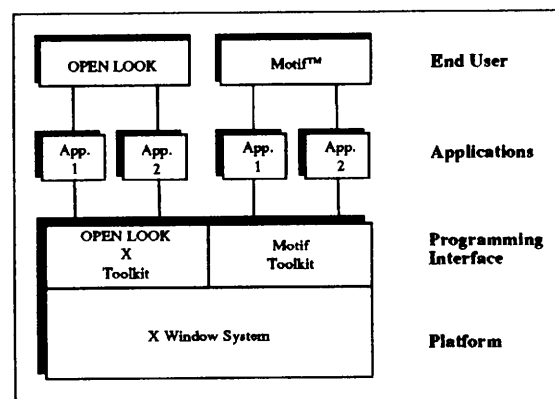 OPEN LOOK
Motif™
End User
App.
1
App.
2
App.
1
App.
2
Applications
OPEN LOOK
X
Toolkit
Motif
Toolkit
Programming
Interface
X Window System
Platform